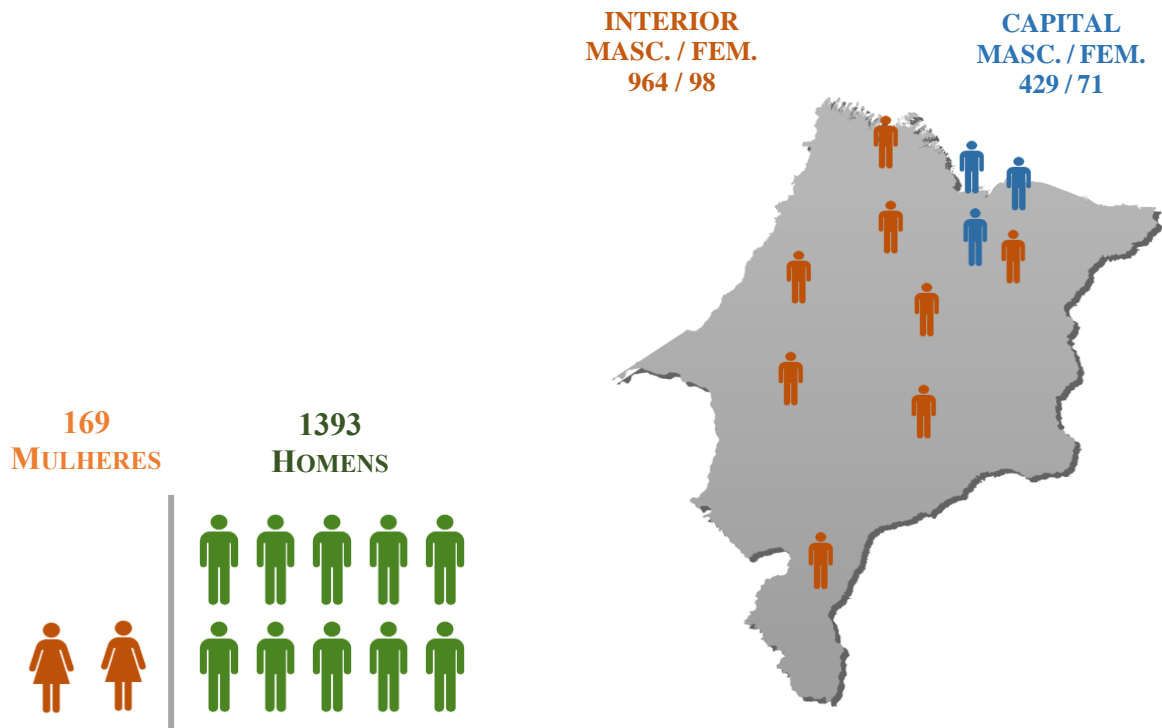 INTERIOR
MASC. / FEM.
964 / 98
CAPITAL
MASC. / FEM.
429 / 71
169
MULHERES
1393
HOMENS